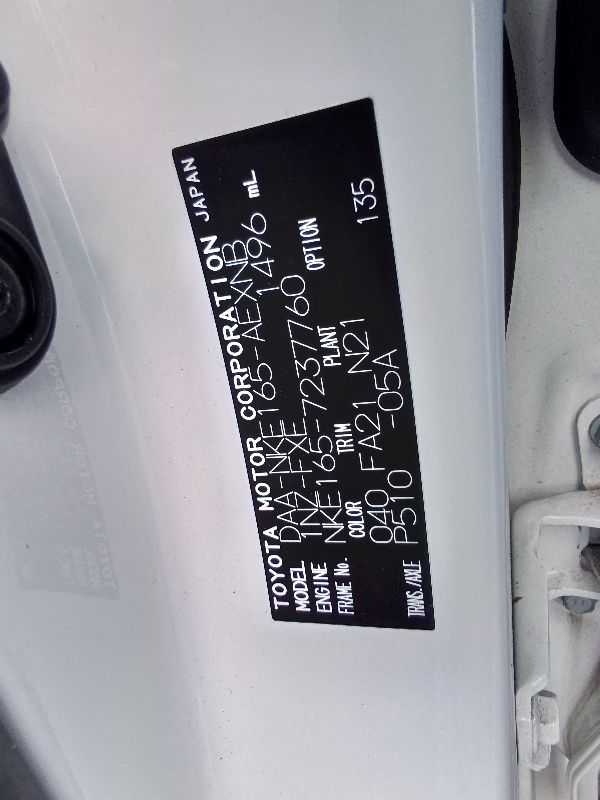 TOYOTA MOTOR CORPORATION JAPAN
MODEL DAA-NKE165-AEXNB
ENGINE 1NZ-FXE 1496 mL
FRAME No. NKE165-7237760
COLOR TRIM PLANT OPTION
040 FA21 N21 135
TRANS./AXLE P510 -05A